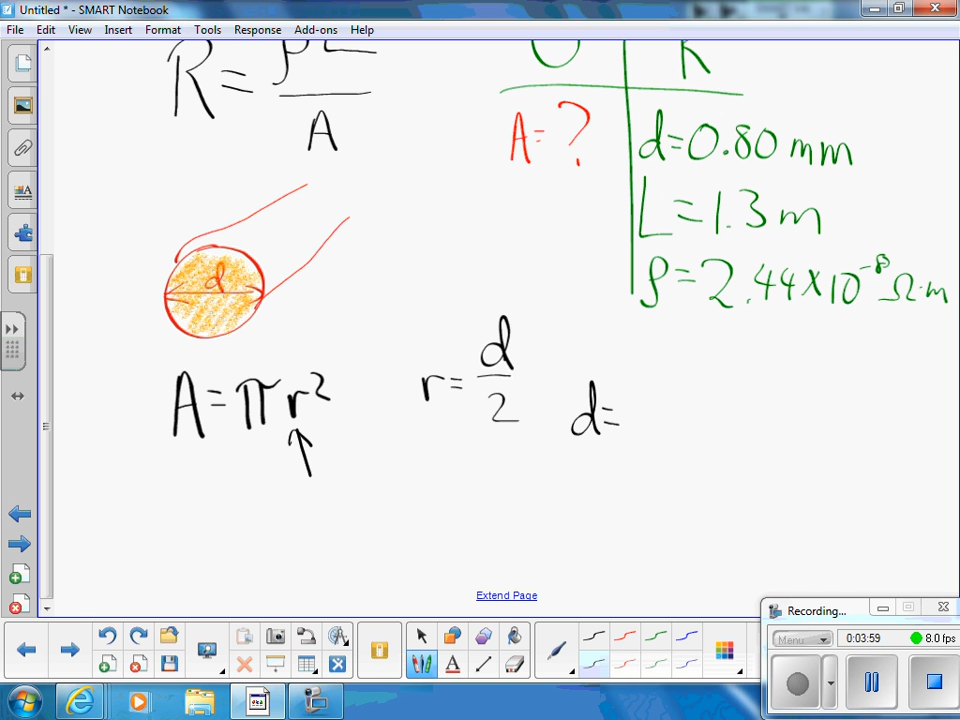 Untitled * - SMART Notebook
File Edit View Insert Format Tools Response Add-ons Help
R = ρL / A
U | R
A = ?
d = 0.80 mm
L = 1.3 m
ρ = 2.44 × 10⁻⁸ Ω·m
d
A = πr²
r = d / 2
d =
Extend Page
Recording...
Menu
0:03:59
8.0 fps